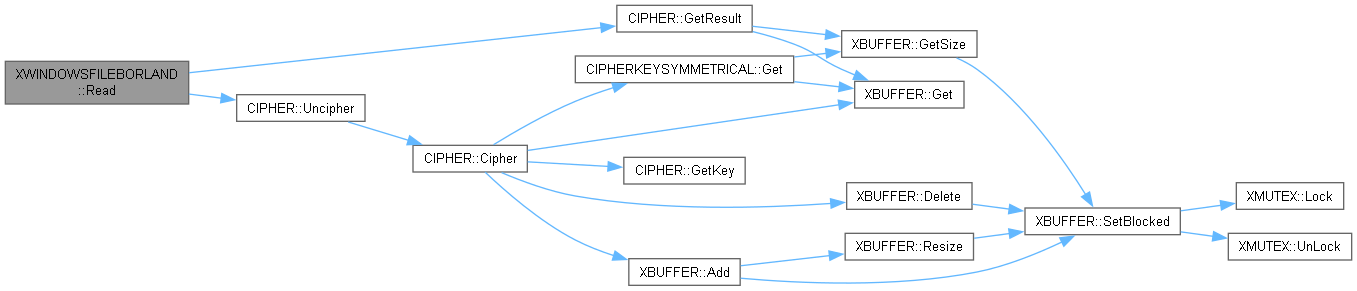 XWINDOWSFILEBORLAND
::Read
CIPHER::GetResult
CIPHER::Uncipher
CIPHERKEYSYMMETRICAL::Get
CIPHER::Cipher
CIPHER::GetKey
XBUFFER::GetSize
XBUFFER::Get
XBUFFER::Delete
XBUFFER::Resize
XBUFFER::Add
XBUFFER::SetBlocked
XMUTEX::Lock
XMUTEX::UnLock